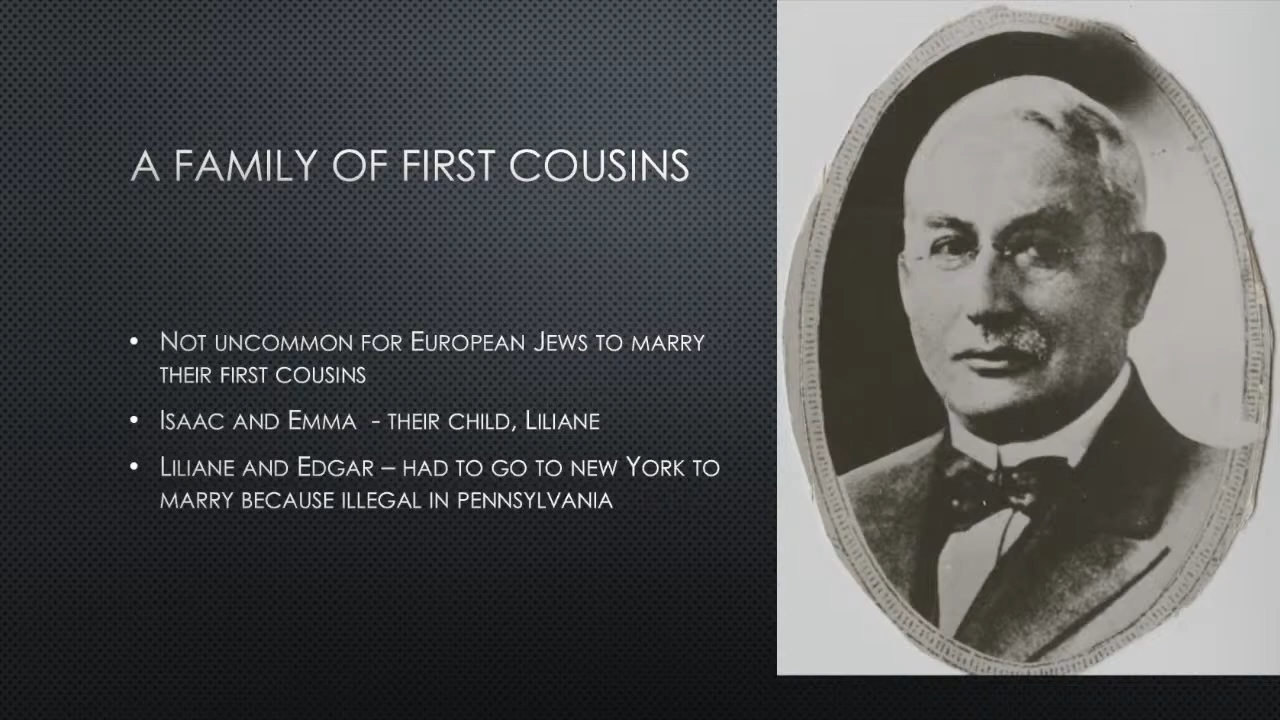 A FAMILY OF FIRST COUSINS
• NOT UNCOMMON FOR EUROPEAN JEWS TO MARRY
THEIR FIRST COUSINS
• ISAAC AND EMMA - THEIR CHILD, LILIANE
• LILIANE AND EDGAR – HAD TO GO TO NEW YORK TO
MARRY BECAUSE ILLEGAL IN PENNSYLVANIA